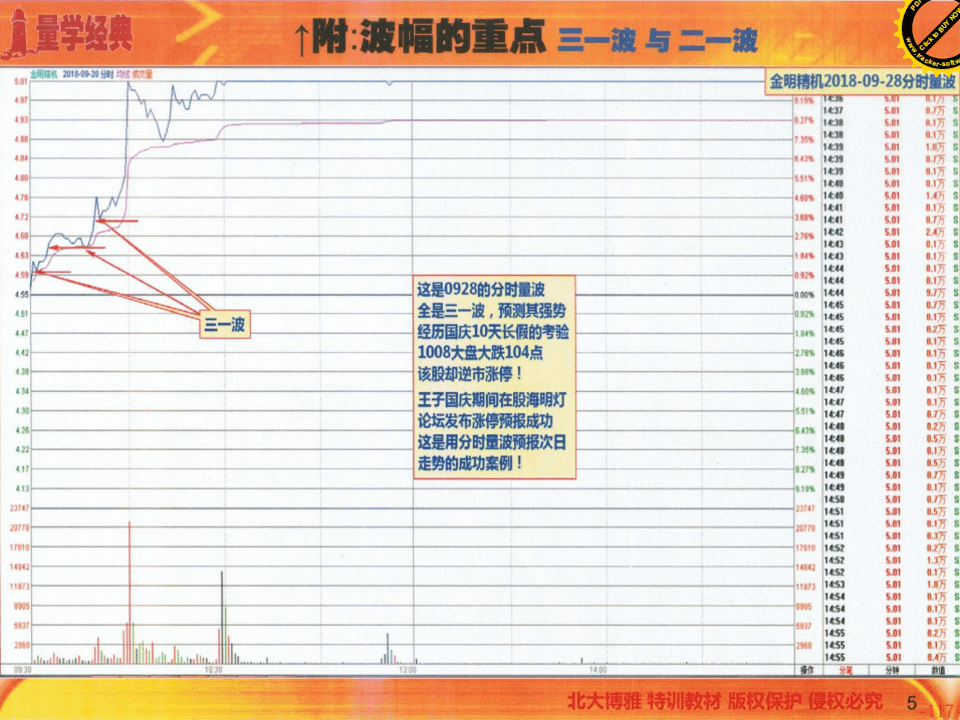 量学经典
↑附:波幅的重点 三一波 与 二一波
Click to BUY NOW
www.tracker-softw
金明精机 2018-09-28 分时 均线 成交量
金明精机2018-09-28分时量波
5.01
4.97
4.93
4.88
4.84
4.80
4.76
4.72
4.68
4.63
4.59
4.55
4.51
4.47
4.42
4.38
4.34
4.30
4.26
4.22
4.17
4.13
23747
20778
17810
14842
11873
8905
5937
2968
9.19%
8.27%
7.35%
6.43%
5.51%
4.60%
3.68%
2.76%
1.84%
0.92%
0.00%
0.92%
1.84%
2.76%
3.68%
4.60%
5.51%
6.43%
7.35%
8.27%
9.19%
23747
20778
17810
14842
11873
8905
5937
2968
三一波
这是0928的分时量波
全是三一波，预测其强势
经历国庆10天长假的考验
1008大盘大跌104点
该股却逆市涨停！
王子国庆期间在股海明灯
论坛发布涨停预报成功
这是用分时量波预报次日
走势的成功案例！
14:36 5.01 0.1万 S
14:37 5.01 0.7万 S
14:38 5.01 0.1万 S
14:38 5.01 0.1万 S
14:39 5.01 1.0万 S
14:39 5.01 0.7万 S
14:39 5.01 0.1万 S
14:40 5.01 0.1万 S
14:40 5.01 1.4万 S
14:41 5.01 0.1万 S
14:41 5.01 0.7万 S
14:42 5.01 2.4万 S
14:43 5.01 0.1万 S
14:43 5.01 0.1万 S
14:44 5.01 0.1万 S
14:44 5.01 0.1万 S
14:44 5.01 9.7万 S
14:45 5.01 0.7万 S
14:45 5.01 0.1万 S
14:45 5.01 0.2万 S
14:45 5.01 0.1万 S
14:46 5.01 0.1万 S
14:46 5.01 0.1万 S
14:46 5.01 0.1万 S
14:47 5.01 0.1万 S
14:47 5.01 0.1万 S
14:47 5.01 0.7万 S
14:48 5.01 0.2万 S
14:48 5.01 0.5万 S
14:48 5.01 0.1万 S
14:48 5.01 0.5万 S
14:49 5.01 0.7万 S
14:49 5.01 0.1万 S
14:50 5.01 0.7万 S
14:51 5.01 0.5万 S
14:51 5.01 0.1万 S
14:51 5.01 0.3万 S
14:52 5.01 0.2万 S
14:52 5.01 1.3万 S
14:52 5.01 0.1万 S
14:53 5.01 1.8万 S
14:54 5.01 0.1万 S
14:54 5.01 0.1万 S
14:54 5.01 0.1万 S
14:55 5.01 0.2万 S
14:55 5.01 0.1万 S
14:55 5.01 0.4万 S
09:30 10:30 12:00 14:00
操作 分笔 分钟 数值
北大博雅 特训教材 版权保护 侵权必究 5
-117-